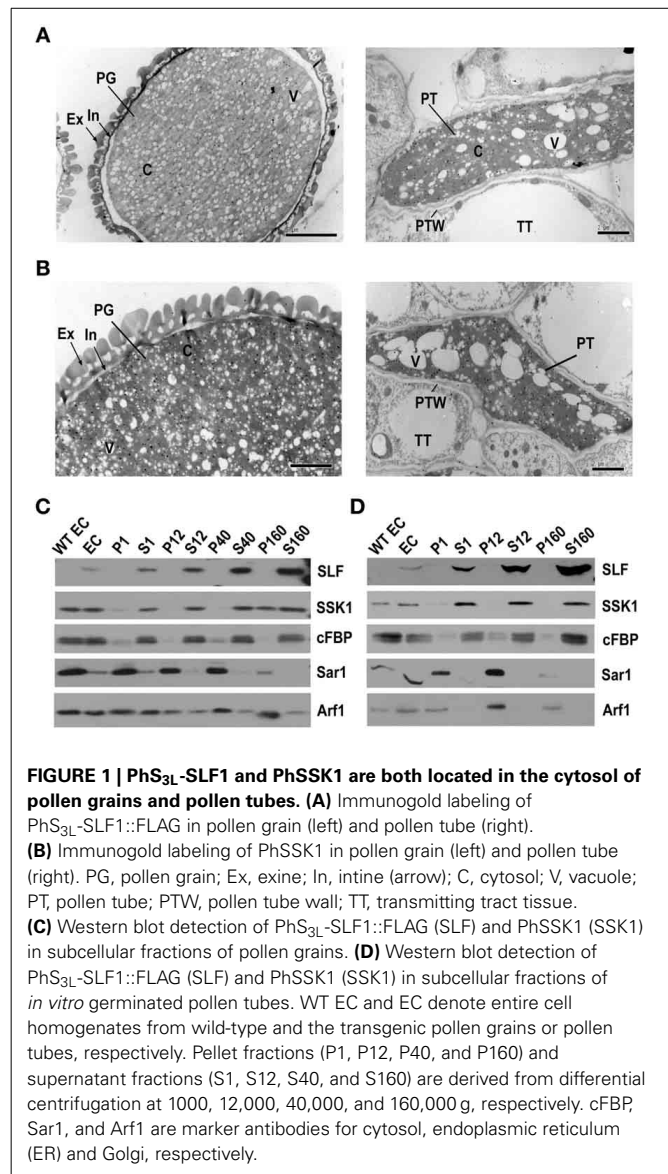 A
PG
Ex
In
V
C
PT
V
C
PTW
TT
B
PG
Ex
In
C
V
V
PT
PTW
TT
C
WT EC EC P1 S1 P12 S12 P40 S40 P160 S160
SLF
SSK1
cFBP
Sar1
Arf1
D
WT EC EC P1 S1 P12 S12 P160 S160
SLF
SSK1
cFBP
Sar1
Arf1
FIGURE 1 | PhS3L-SLF1 and PhSSK1 are both located in the cytosol of
pollen grains and pollen tubes. (A) Immunogold labeling of
PhS3L-SLF1::FLAG in pollen grain (left) and pollen tube (right).
(B) Immunogold labeling of PhSSK1 in pollen grain (left) and pollen tube
(right). PG, pollen grain; Ex, exine; In, intine (arrow); C, cytosol; V, vacuole;
PT, pollen tube; PTW, pollen tube wall; TT, transmitting tract tissue.
(C) Western blot detection of PhS3L-SLF1::FLAG (SLF) and PhSSK1 (SSK1)
in subcellular fractions of pollen grains. (D) Western blot detection of
PhS3L-SLF1::FLAG (SLF) and PhSSK1 (SSK1) in subcellular fractions of
in vitro germinated pollen tubes. WT EC and EC denote entire cell
homogenates from wild-type and the transgenic pollen grains or pollen
tubes, respectively. Pellet fractions (P1, P12, P40, and P160) and
supernatant fractions (S1, S12, S40, and S160) are derived from differential
centrifugation at 1000, 12,000, 40,000, and 160,000 g, respectively. cFBP,
Sar1, and Arf1 are marker antibodies for cytosol, endoplasmic reticulum
(ER) and Golgi, respectively.